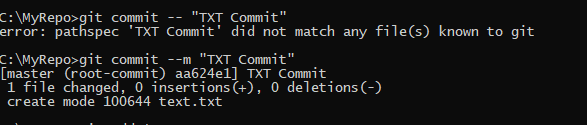 C:\MyRepo>git commit -- "TXT Commit"
error: pathspec 'TXT Commit' did not match any file(s) known to git
C:\MyRepo>git commit --m "TXT Commit"
[master (root-commit) aa624e1] TXT Commit
1 file changed, 0 insertions(+), 0 deletions(-)
create mode 100644 text.txt